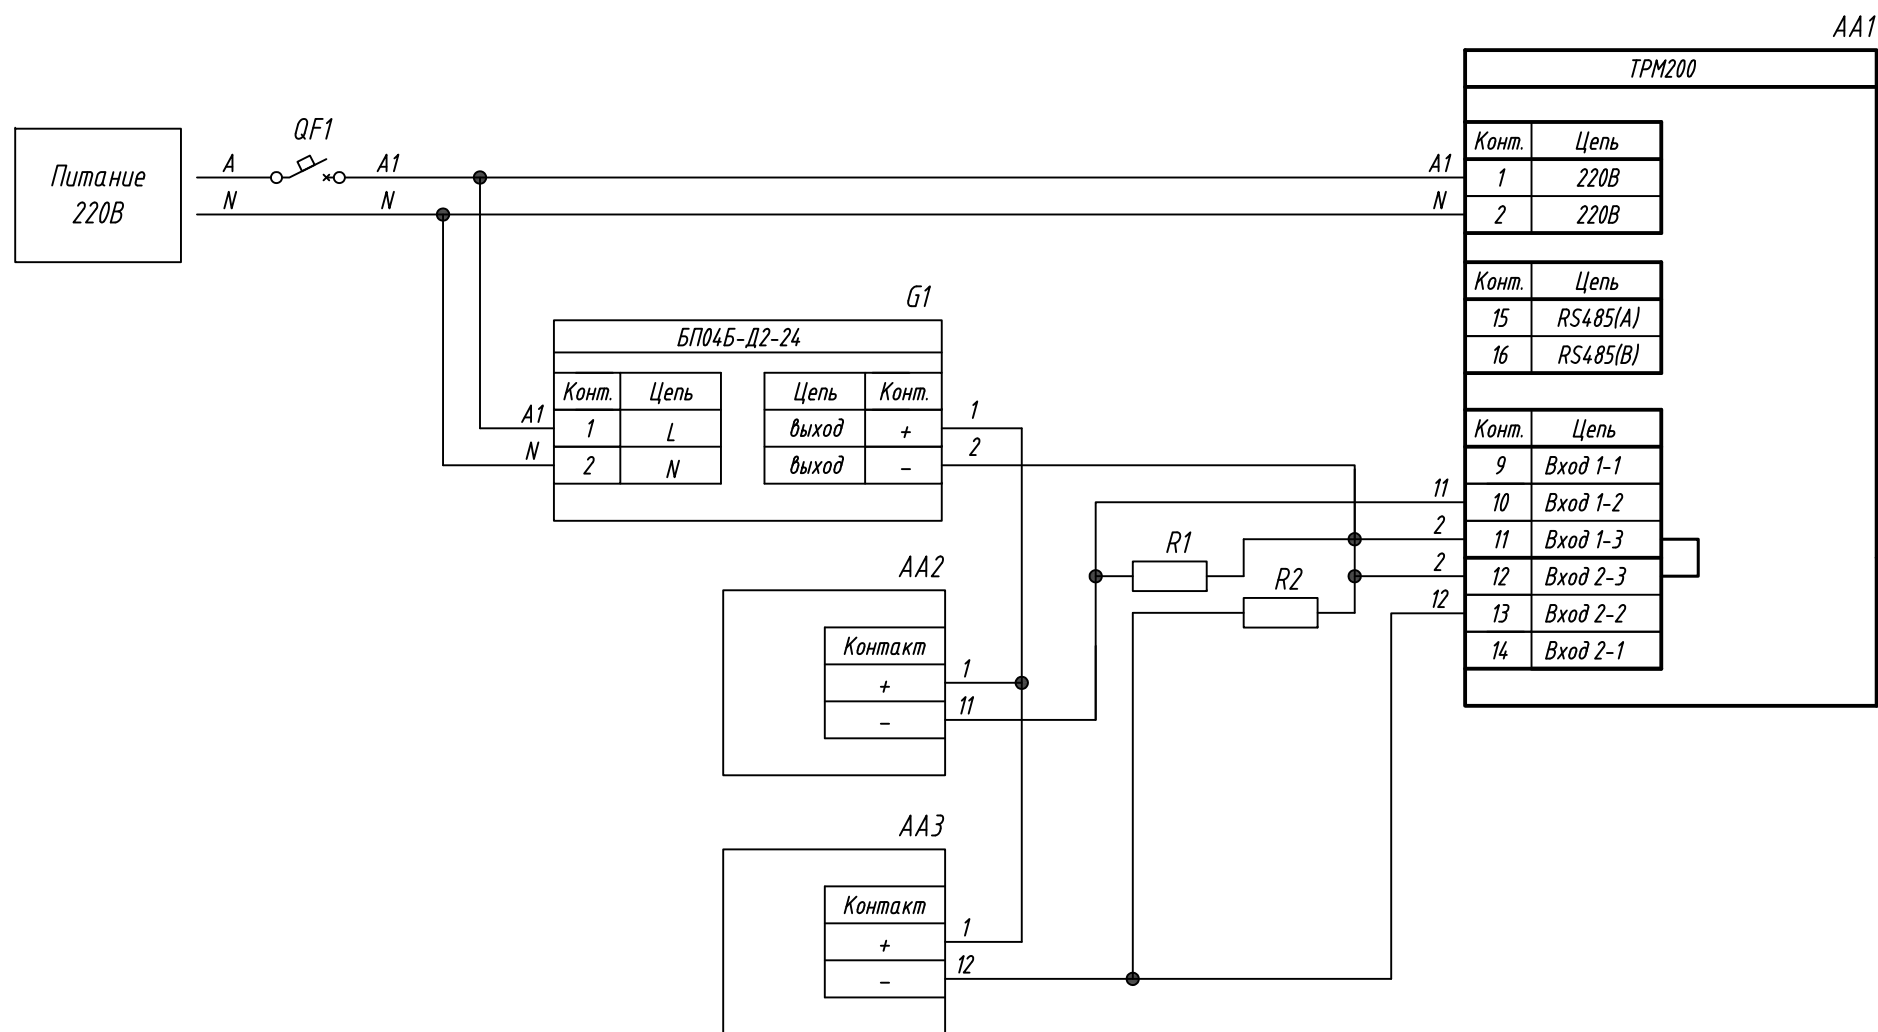 AA1
ТРМ200
QF1
Питание
220В
A
A1
A1
N
N
N
Конт. Цепь
1 220В
2 220В
Конт. Цепь
15 RS485(A)
16 RS485(B)
G1
БП04Б-Д2-24
Конт. Цепь
Цепь Конт.
A1
1 L
выход +
1
N
2 N
выход –
2
Конт. Цепь
9 Вход 1-1
11
10 Вход 1-2
2
11 Вход 1-3
2
12 Вход 2-3
12
13 Вход 2-2
14 Вход 2-1
R1
R2
AA2
Контакт
+
1
–
11
AA3
Контакт
+
1
–
12